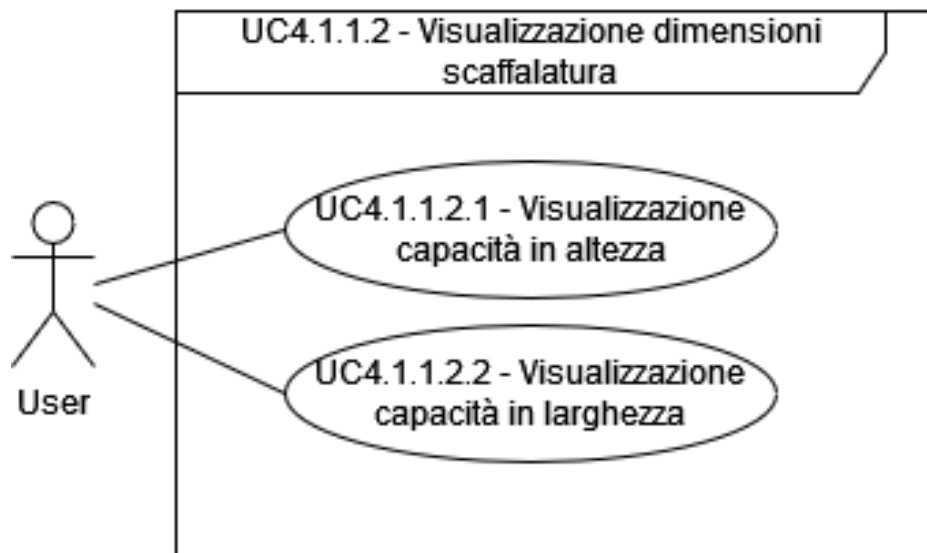 UC4.1.1.2 - Visualizzazione dimensioni
scaffalatura
UC4.1.1.2.1 - Visualizzazione
capacità in altezza
UC4.1.1.2.2 - Visualizzazione
capacità in larghezza
User